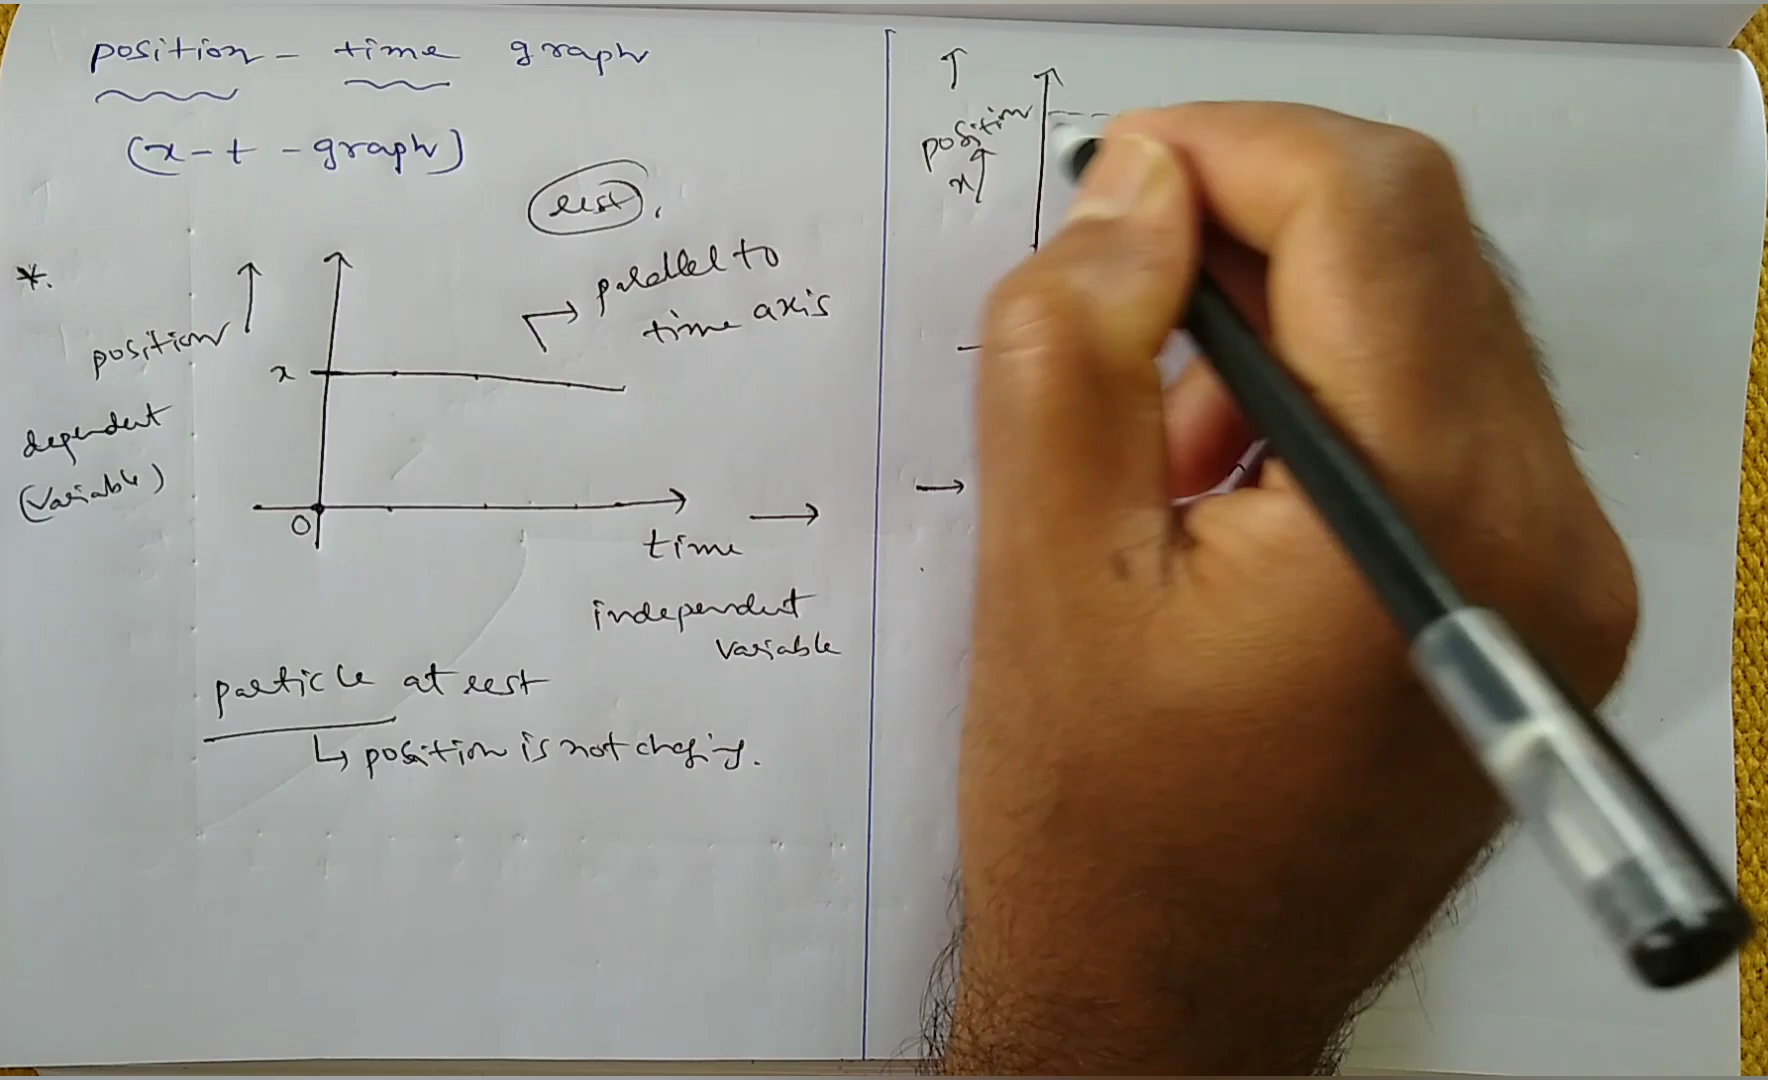 position - time graph
(x-t-graph)
rest.
*.
parallel to
time axis
position
x
dependent
(variable)
O
time
independent
variable
particle at rest
↳ position is not
position
x